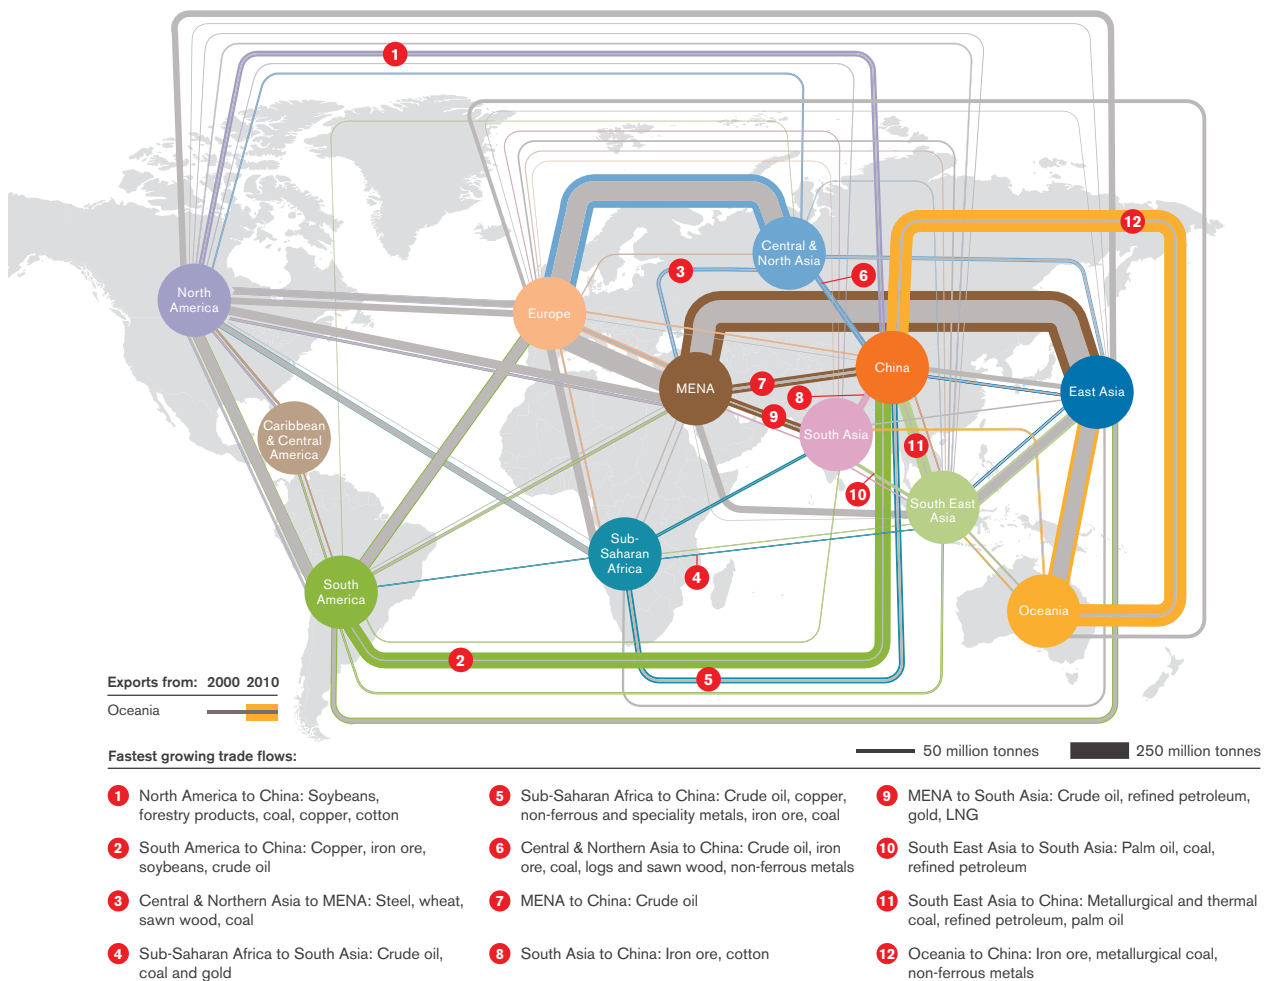 1
North
America
Europe
Central &
North Asia
12
3
6
MENA
7
8
9
China
East Asia
South Asia
11
10
Caribbean
& Central
America
South East
Asia
Sub-
Saharan
Africa
4
South
America
Oceania
2
5
Exports from: 2000 2010
Oceania
50 million tonnes
250 million tonnes
Fastest growing trade flows:
1 North America to China: Soybeans,
forestry products, coal, copper, cotton
2 South America to China: Copper, iron ore,
soybeans, crude oil
3 Central & Northern Asia to MENA: Steel, wheat,
sawn wood, coal
4 Sub-Saharan Africa to South Asia: Crude oil,
coal and gold
5 Sub-Saharan Africa to China: Crude oil, copper,
non-ferrous and speciality metals, iron ore, coal
6 Central & Northern Asia to China: Crude oil, iron
ore, coal, logs and sawn wood, non-ferrous metals
7 MENA to China: Crude oil
8 South Asia to China: Iron ore, cotton
9 MENA to South Asia: Crude oil, refined petroleum,
gold, LNG
10 South East Asia to South Asia: Palm oil, coal,
refined petroleum
11 South East Asia to China: Metallurgical and thermal
coal, refined petroleum, palm oil
12 Oceania to China: Iron ore, metallurgical coal,
non-ferrous metals